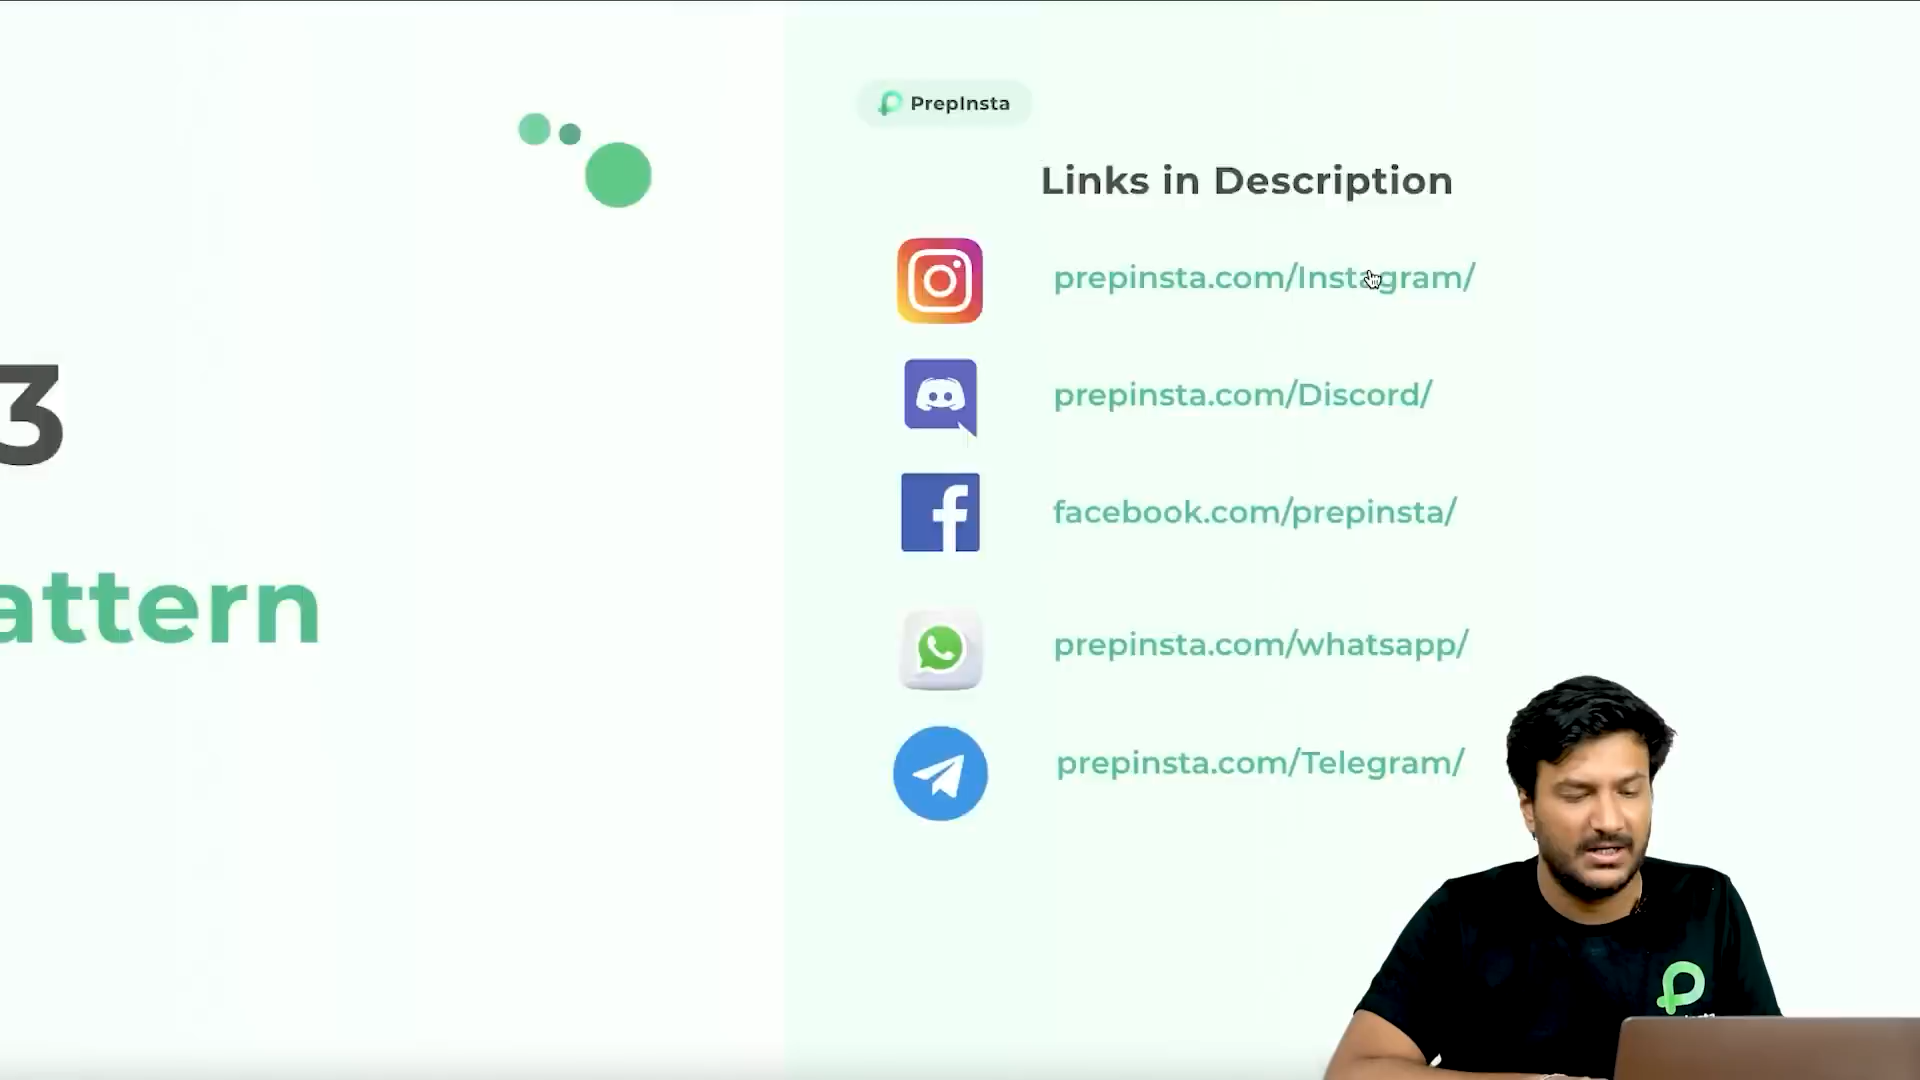 PrepInsta
Links in Description
prepinsta.com/Instagram/
prepinsta.com/Discord/
3
facebook.com/prepinsta/
attern
prepinsta.com/whatsapp/
prepinsta.com/Telegram/